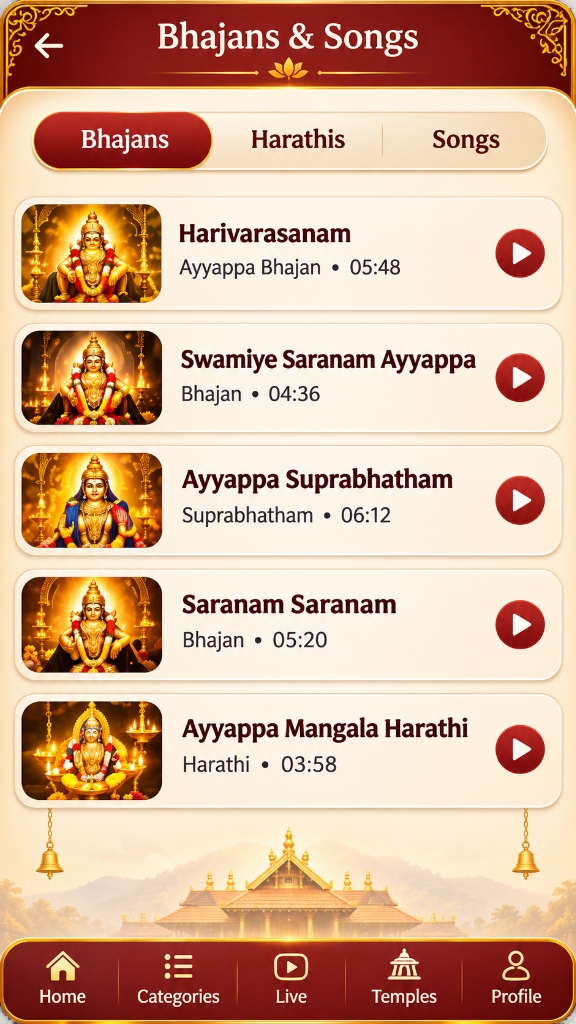 Bhajans & Songs
Bhajans
Harathis
Songs
Harivarasanam
Ayyappa Bhajan • 05:48
Swamiye Saranam Ayyappa
Bhajan • 04:36
Ayyappa Suprabhatham
Suprabhatham • 06:12
Saranam Saranam
Bhajan • 05:20
Ayyappa Mangala Harathi
Harathi • 03:58
Home
Categories
Live
Temples
Profile